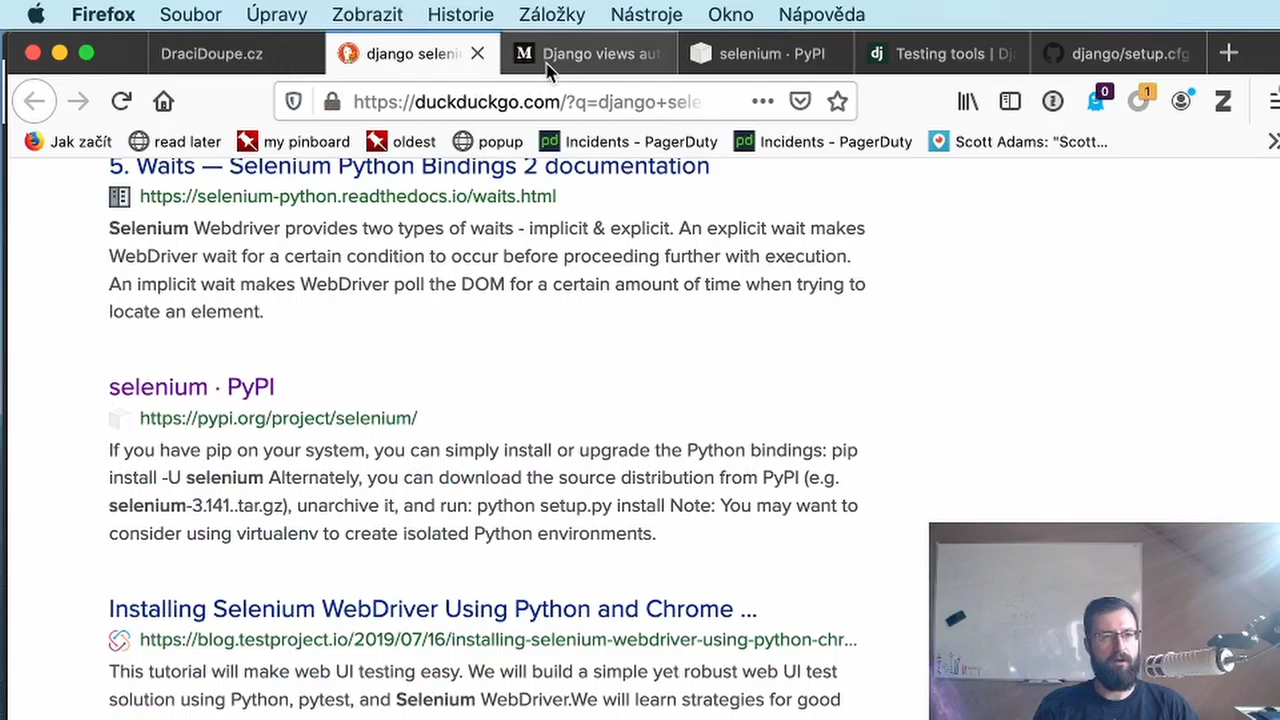 Firefox Soubor Úpravy Zobrazit Historie Záložky Nástroje Okno Nápověda
DraciDoupe.cz django seleni Django views aut selenium · PyPI Testing tools | Dj django/setup.cfg
https://duckduckgo.com/?q=django+sele 0 1 Z
Jak začít read later my pinboard oldest popup pd Incidents - PagerDuty pd Incidents - PagerDuty Scott Adams: "Scott...
5. Waits — Selenium Python Bindings 2 documentation
https://selenium-python.readthedocs.io/waits.html
Selenium Webdriver provides two types of waits - implicit & explicit. An explicit wait makes
WebDriver wait for a certain condition to occur before proceeding further with execution.
An implicit wait makes WebDriver poll the DOM for a certain amount of time when trying to
locate an element.
selenium · PyPI
https://pypi.org/project/selenium/
If you have pip on your system, you can simply install or upgrade the Python bindings: pip
install -U selenium Alternately, you can download the source distribution from PyPI (e.g.
selenium-3.141..tar.gz), unarchive it, and run: python setup.py install Note: You may want to
consider using virtualenv to create isolated Python environments.
Installing Selenium WebDriver Using Python and Chrome ...
https://blog.testproject.io/2019/07/16/installing-selenium-webdriver-using-python-chr...
This tutorial will make web UI testing easy. We will build a simple yet robust web UI test
solution using Python, pytest, and Selenium WebDriver.We will learn strategies for good